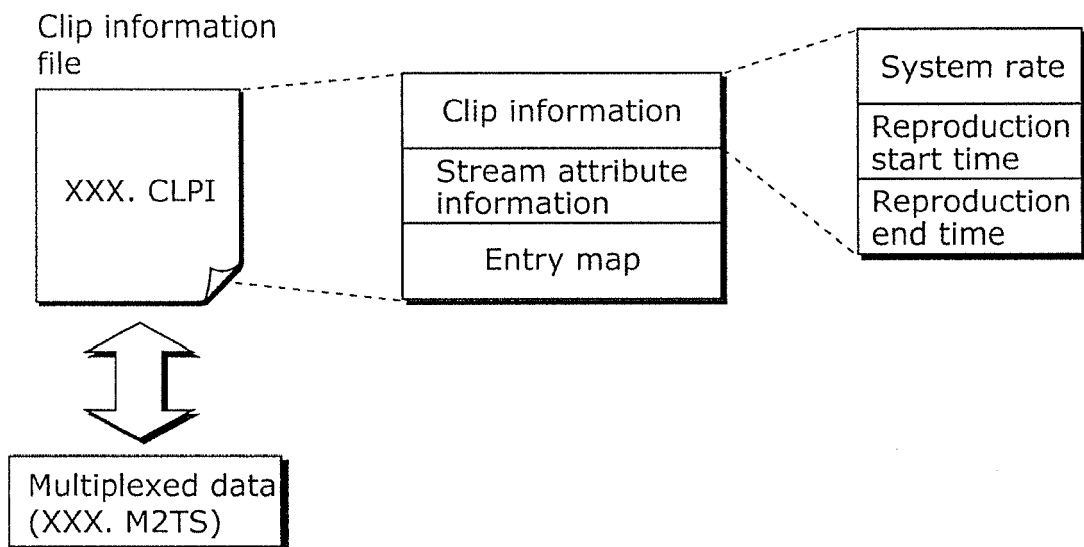 Clip information
file
XXX. CLPI
Clip information
Stream attribute
information
Entry map
System rate
Reproduction
start time
Reproduction
end time
Multiplexed data
(XXX. M2TS)